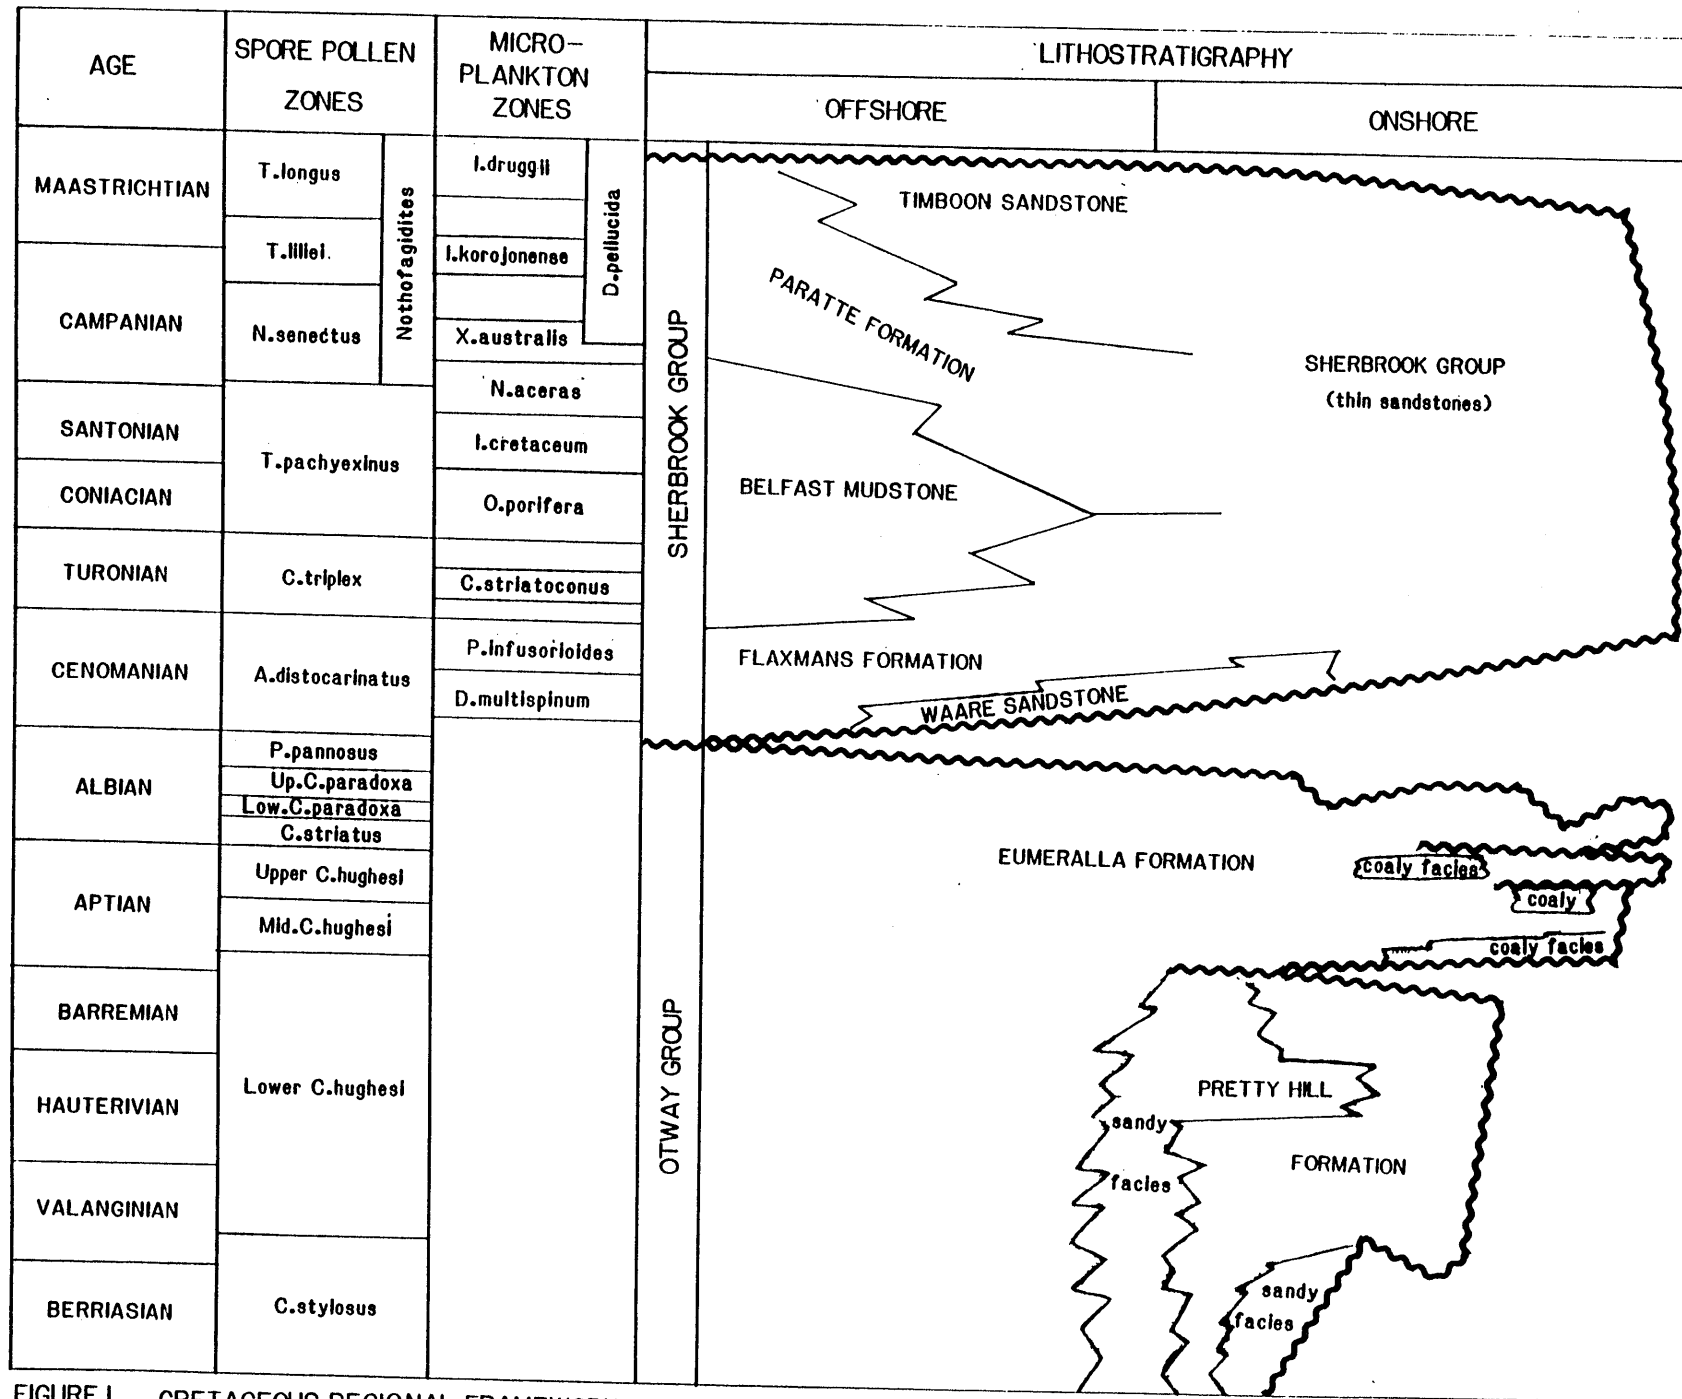 AGE
SPORE POLLEN
ZONES
MICRO-
PLANKTON
ZONES
LITHOSTRATIGRAPHY
OFFSHORE
ONSHORE
MAASTRICHTIAN
CAMPANIAN
SANTONIAN
CONIACIAN
TURONIAN
CENOMANIAN
ALBIAN
APTIAN
BARREMIAN
HAUTERIVIAN
VALANGINIAN
BERRIASIAN
T.longus
T.lilliei.
N.senectus
Nothofagidites
T.pachyexinus
C.triplex
A.distocarinatus
P.pannosus
Up.C.paradoxa
Low.C.paradoxa
C.striatus
Upper C.hughesi
Mid.C.hughesi
Lower C.hughesi
C.stylosus
I.druggii
I.korojonense
X.australis
D.pellucida
N.aceras
I.cretaceum
O.porifera
C.striatoconus
P.infusorioides
D.multispinum
SHERBROOK GROUP
OTWAY GROUP
TIMBOON SANDSTONE
PARATTE FORMATION
SHERBROOK GROUP
(thin sandstones)
BELFAST MUDSTONE
FLAXMANS FORMATION
WAARE SANDSTONE
EUMERALLA FORMATION
coaly facies
coaly
coaly facies
PRETTY HILL
FORMATION
sandy
facies
sandy
facies
FIGURE I CRETACEOUS REGIONAL FRAMEWORK